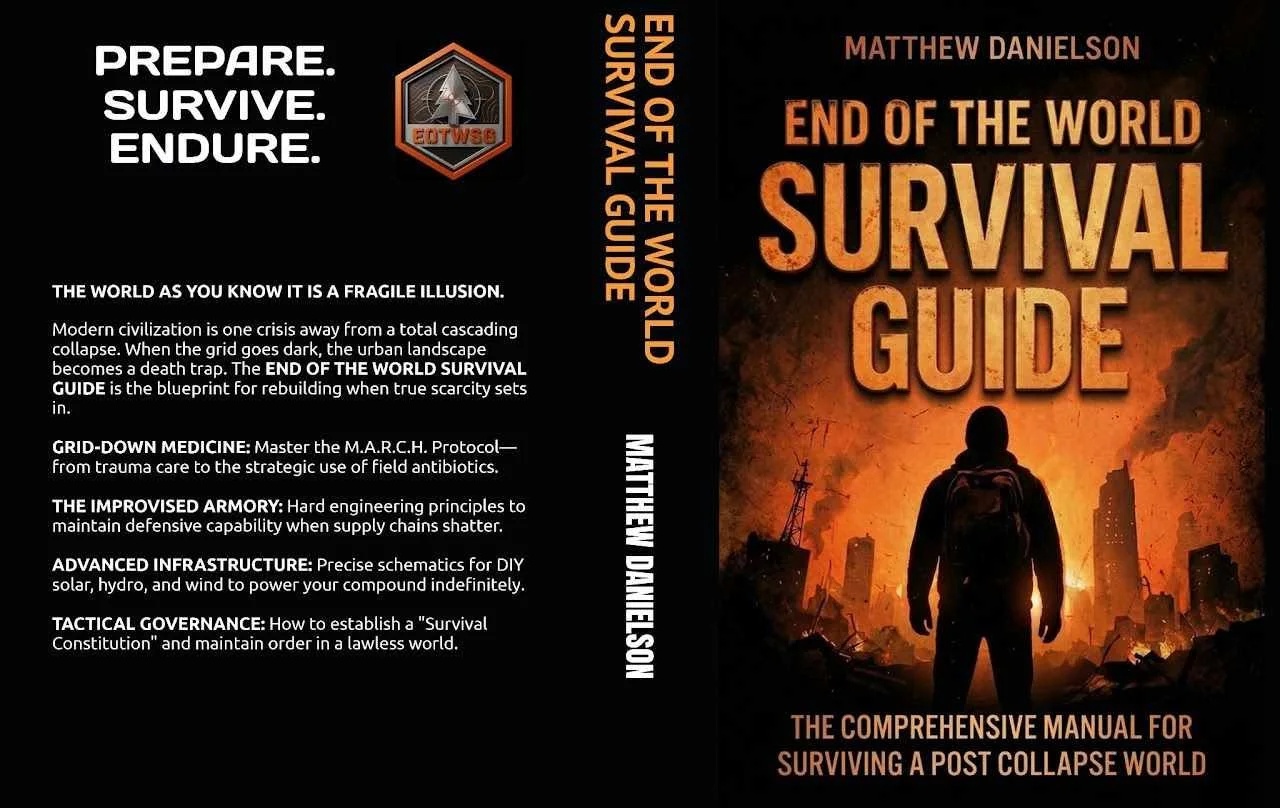 PREPARE.
SURVIVE.
ENDURE.
EOTWSG
THE WORLD AS YOU KNOW IT IS A FRAGILE ILLUSION.
Modern civilization is one crisis away from a total cascading
collapse. When the grid goes dark, the urban landscape
becomes a death trap. The END OF THE WORLD SURVIVAL
GUIDE is the blueprint for rebuilding when true scarcity sets
in.
GRID-DOWN MEDICINE: Master the M.A.R.C.H. Protocol—
from trauma care to the strategic use of field antibiotics.
THE IMPROVISED ARMORY: Hard engineering principles to
maintain defensive capability when supply chains shatter.
ADVANCED INFRASTRUCTURE: Precise schematics for DIY
solar, hydro, and wind to power your compound indefinitely.
TACTICAL GOVERNANCE: How to establish a "Survival
Constitution" and maintain order in a lawless world.
END OF THE WORLD
SURVIVAL GUIDE
MATTHEW DANIELSON
MATTHEW DANIELSON
END OF THE WORLD
SURVIVAL
GUIDE
THE COMPREHENSIVE MANUAL FOR
SURVIVING A POST COLLAPSE WORLD